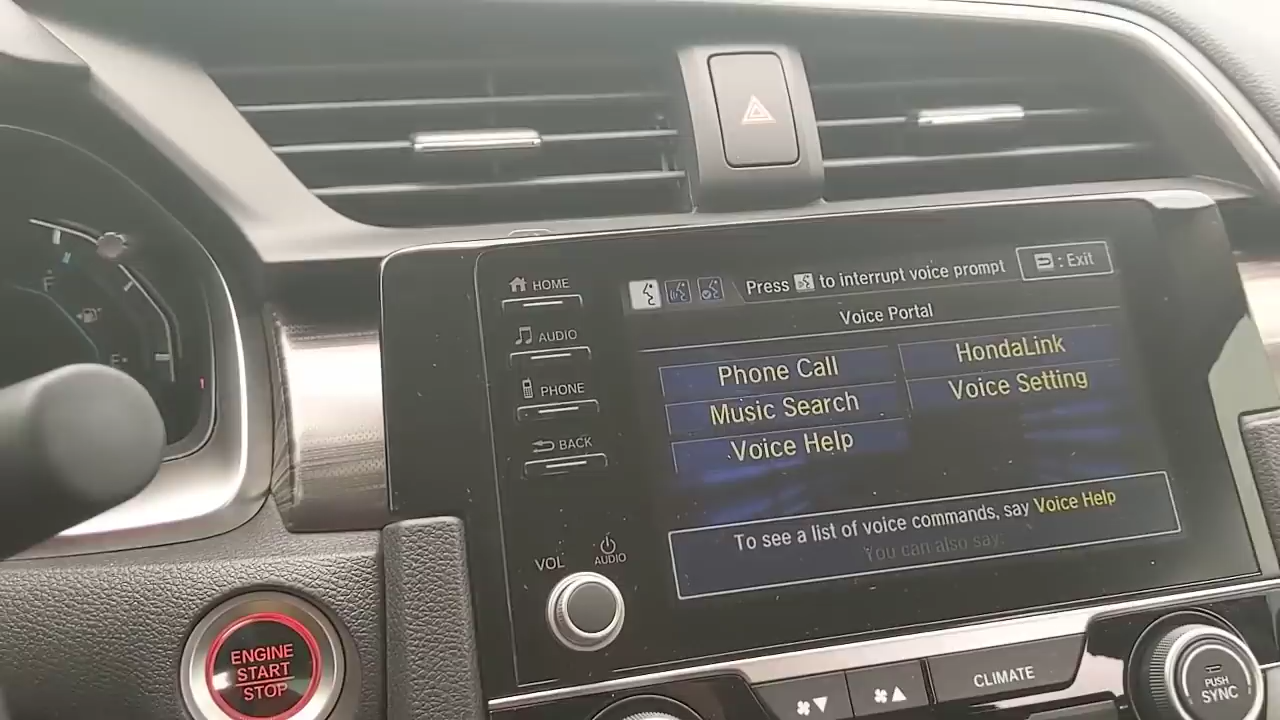 HOME
AUDIO
PHONE
BACK
VOL
AUDIO
Press to interrupt voice prompt
: Exit
Voice Portal
Phone Call
HondaLink
Music Search
Voice Setting
Voice Help
To see a list of voice commands, say Voice Help
You can also say:
F
ENGINE
START
STOP
CLIMATE
PUSH
SYNC